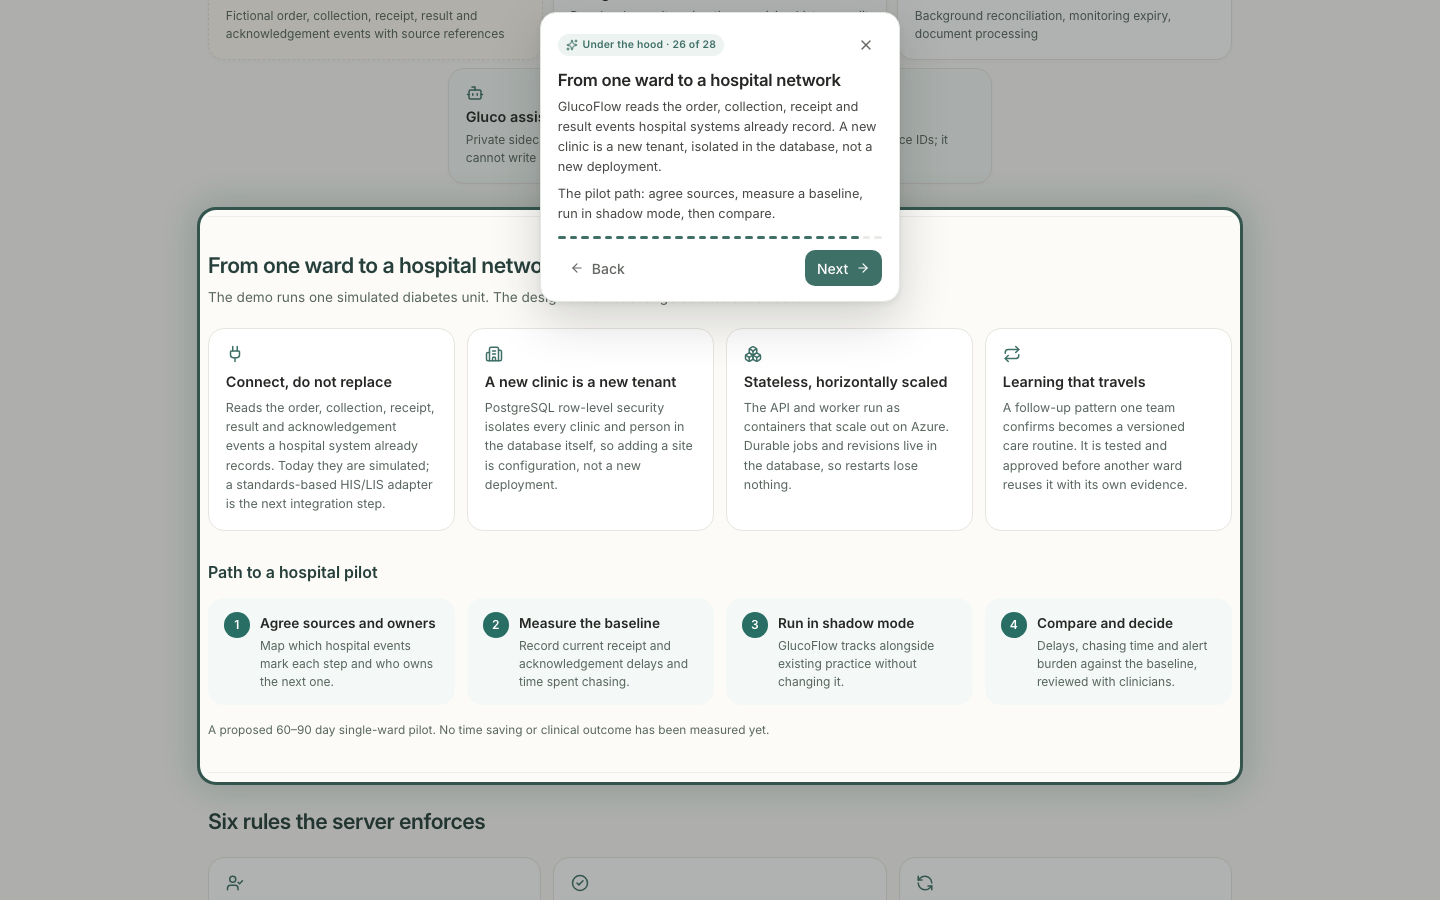 Fictional order, collection, receipt, result and
acknowledgement events with source references
Background reconciliation, monitoring expiry,
document processing
Under the hood · 26 of 28
From one ward to a hospital network
GlucoFlow reads the order, collection, receipt and
result events hospital systems already record. A new
clinic is a new tenant, isolated in the database, not a
new deployment.
The pilot path: agree sources, measure a baseline,
run in shadow mode, then compare.
Back
Next
Gluco
Private
cannot write
IDs; it
From one ward to a hospital
The demo runs one simulated diabetes unit. The
Connect, do not replace
Reads the order, collection, receipt,
result and acknowledgement
events a hospital system already
records. Today they are simulated;
a standards-based HIS/LIS adapter
is the next integration step.
A new clinic is a new tenant
PostgreSQL row-level security
isolates every clinic and person in
the database itself, so adding a site
is configuration, not a new
deployment.
Stateless, horizontally scaled
The API and worker run as
containers that scale out on Azure.
Durable jobs and revisions live in
the database, so restarts lose
nothing.
Learning that travels
A follow-up pattern one team
confirms becomes a versioned
care routine. It is tested and
approved before another ward
reuses it with its own evidence.
Path to a hospital pilot
1
Agree sources and owners
Map which hospital events
mark each step and who owns
the next one.
2
Measure the baseline
Record current receipt and
acknowledgement delays and
time spent chasing.
3
Run in shadow mode
GlucoFlow tracks alongside
existing practice without
changing it.
4
Compare and decide
Delays, chasing time and alert
burden against the baseline,
reviewed with clinicians.
A proposed 60–90 day single-ward pilot. No time saving or clinical outcome has been measured yet.
Six rules the server enforces